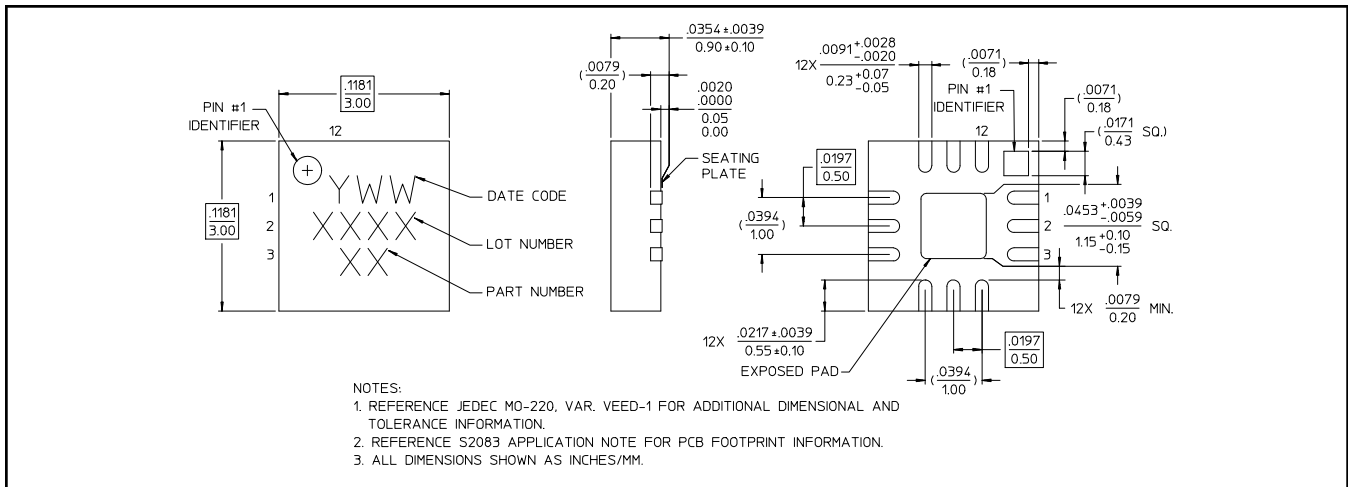 .1181
3.00
PIN #1
IDENTIFIER
12
.1181
3.00
1
2
3
YWW
XXXX
XX
DATE CODE
LOT NUMBER
PART NUMBER
.0354±.0039
0.90±0.10
(.0079
0.20)
.0020
.0000
0.05
0.00
SEATING
PLATE
12X .0091 +.0028
-.0020
0.23 +0.07
-0.05
(.0071
0.18)
PIN #1
IDENTIFIER
12
(.0071
0.18)
(.0171
0.43 SQ.)
.0197
0.50
(.0394
1.00)
1
2
3
.0453 +.0039
-.0059 SQ.
1.15 +0.10
-0.15
12X .0079
0.20 MIN.
12X .0217±.0039
0.55±0.10
EXPOSED PAD
.0197
0.50
(.0394
1.00)
NOTES:
1. REFERENCE JEDEC MO-220, VAR. VEED-1 FOR ADDITIONAL DIMENSIONAL AND
TOLERANCE INFORMATION.
2. REFERENCE S2083 APPLICATION NOTE FOR PCB FOOTPRINT INFORMATION.
3. ALL DIMENSIONS SHOWN AS INCHES/MM.